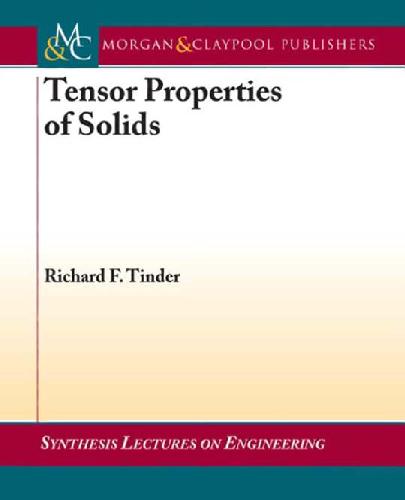 M
&C
MORGAN&CLAYPOOL PUBLISHERS
Tensor Properties
of Solids
Richard F. Tinder
SYNTHESIS LECTURES ON ENGINEERING